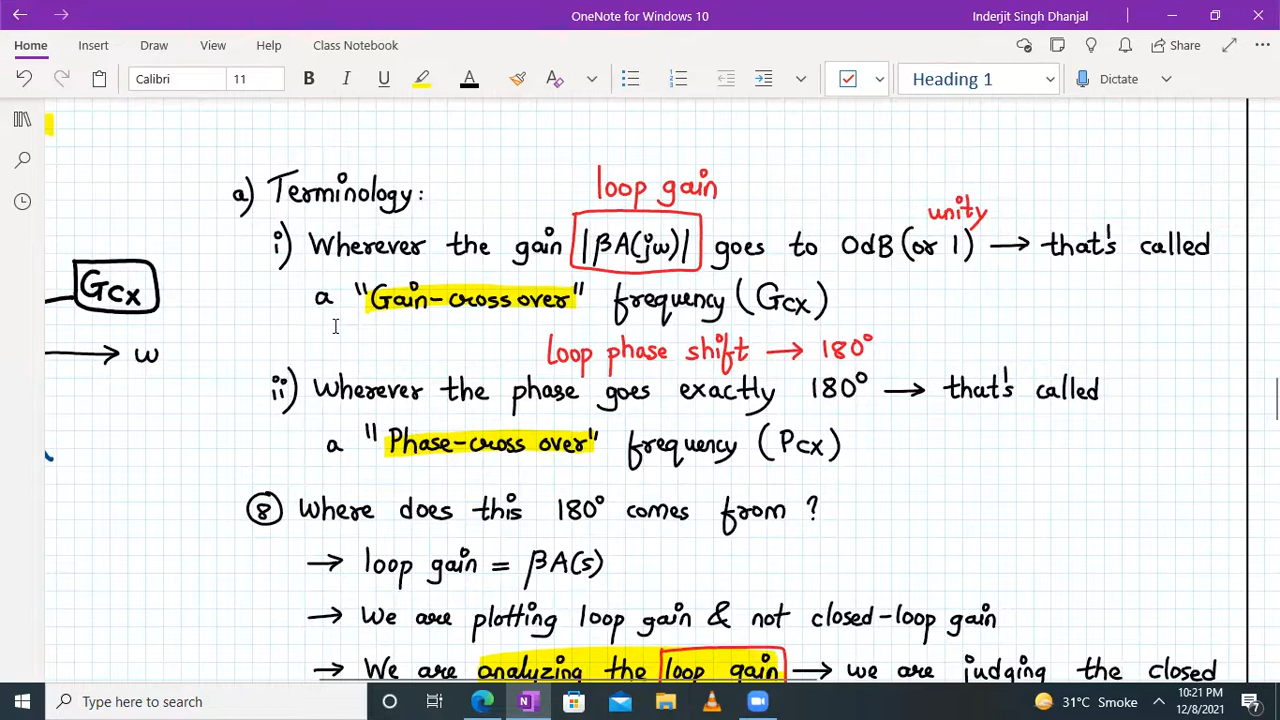 OneNote for Windows 10
Inderjit Singh Dhanjal
Home Insert Draw View Help Class Notebook
Share
Calibri 11 B I U A Heading 1 Dictate
a) Terminology:
loop gain
unity
i) Wherever the gain |βA(jω)| goes to 0dB (or 1) → that's called
a "Gain-cross over" frequency (Gcx)
Gcx
loop phase shift → 180°
→ ω
ii) Wherever the phase goes exactly 180° → that's called
a "Phase-cross over" frequency (Pcx)
⑧ Where does this 180° comes from ?
→ loop gain = βA(s)
→ We are plotting loop gain & not closed-loop gain
→ We are analyzing the loop gain → we are judging the closed
Type here to search
31°C Smoke
10:21 PM
12/8/2021
7